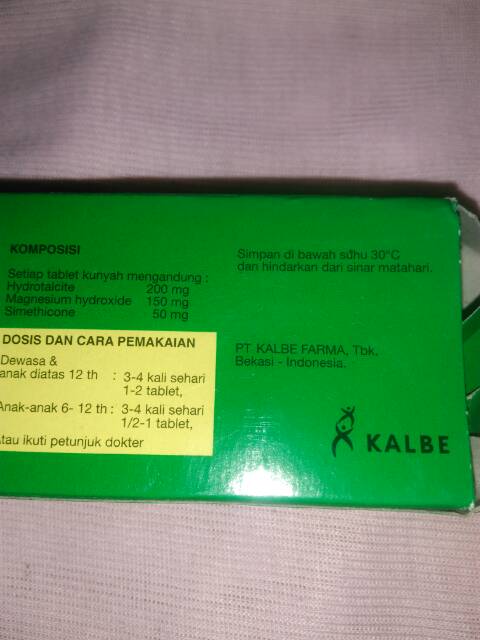 KOMPOSISI
Setiap tablet kunyah mengandung :
Hydrotalcite 200 mg
Magnesium hydroxide 150 mg
Simethicone 50 mg
DOSIS DAN CARA PEMAKAIAN
Dewasa &
anak diatas 12 th : 3-4 kali sehari
1-2 tablet,
Anak-anak 6- 12 th : 3-4 kali sehari
1/2-1 tablet,
Atau ikuti petunjuk dokter
Simpan di bawah suhu 30°C
dan hindarkan dari sinar matahari.
PT KALBE FARMA, Tbk.
Bekasi - Indonesia.
KALBE